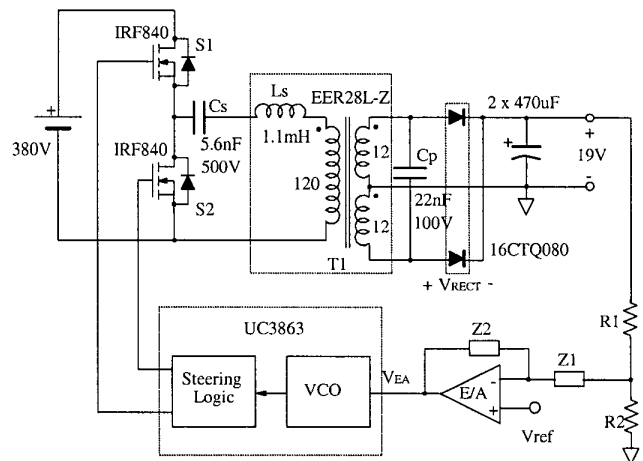 IRF840
S1
Cs
Ls
EER28L-Z
2 x 470uF
+
380V
IRF840
5.6nF
500V
1.1mH
120
12
Cp
+
+
19V
-
S2
12
22nF
100V
T1
16CTQ080
+ VRECT -
R1
UC3863
Z2
Steering
Logic
VCO
VEA
E/A
-
+
Z1
R2
Vref